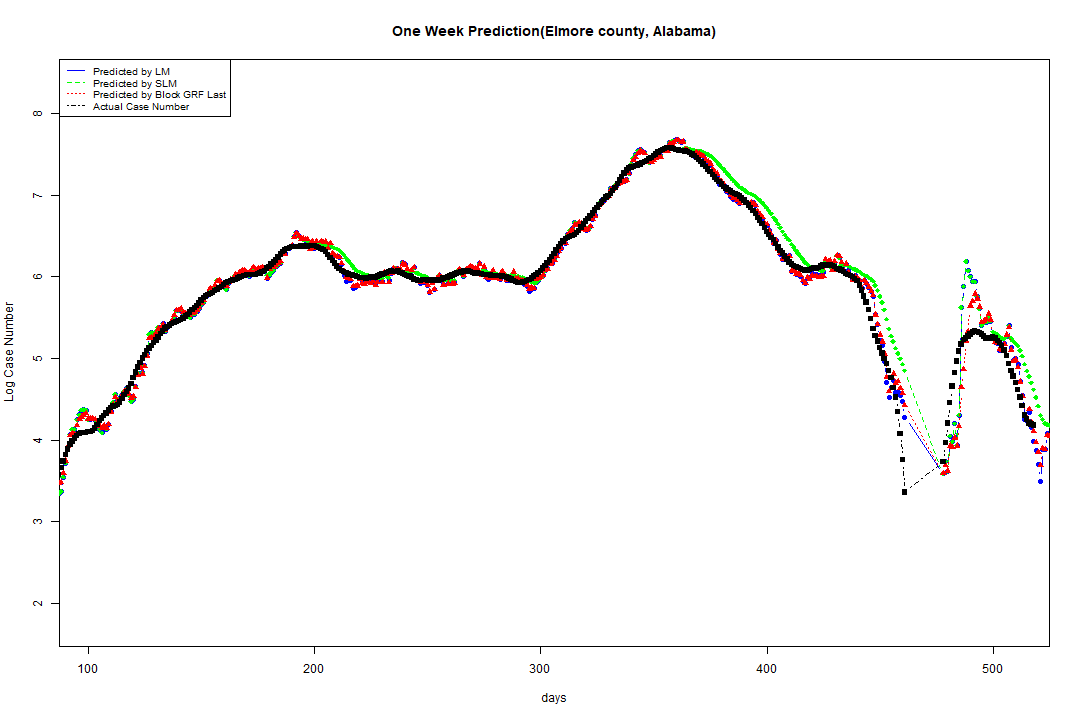 One Week Prediction(Elmore county, Alabama)
Predicted by LM
Predicted by SLM
Predicted by Block GRF Last
Actual Case Number
Log Case Number
8
7
6
5
4
3
2
100 200 300 400 500
days